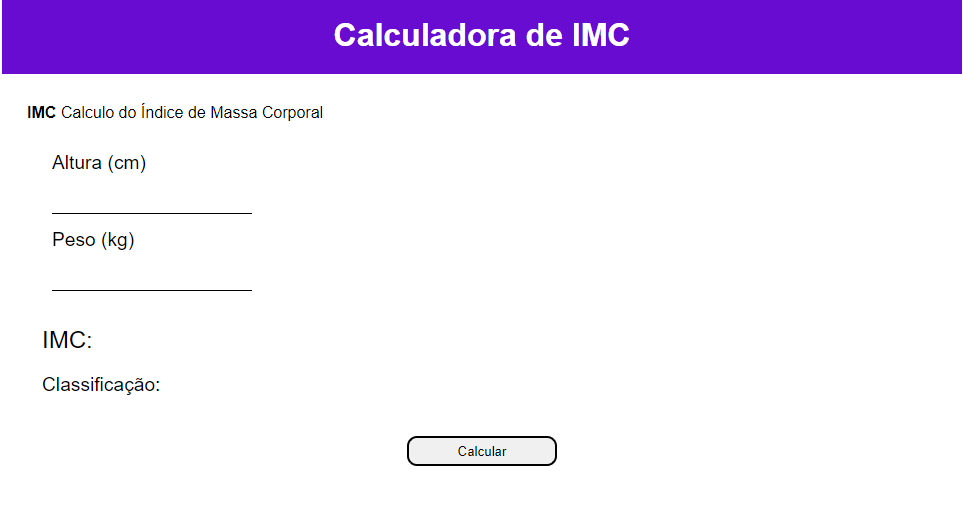 Calculadora de IMC
IMC Calculo do Índice de Massa Corporal
Altura (cm)
Peso (kg)
IMC:
Classificação:
Calcular